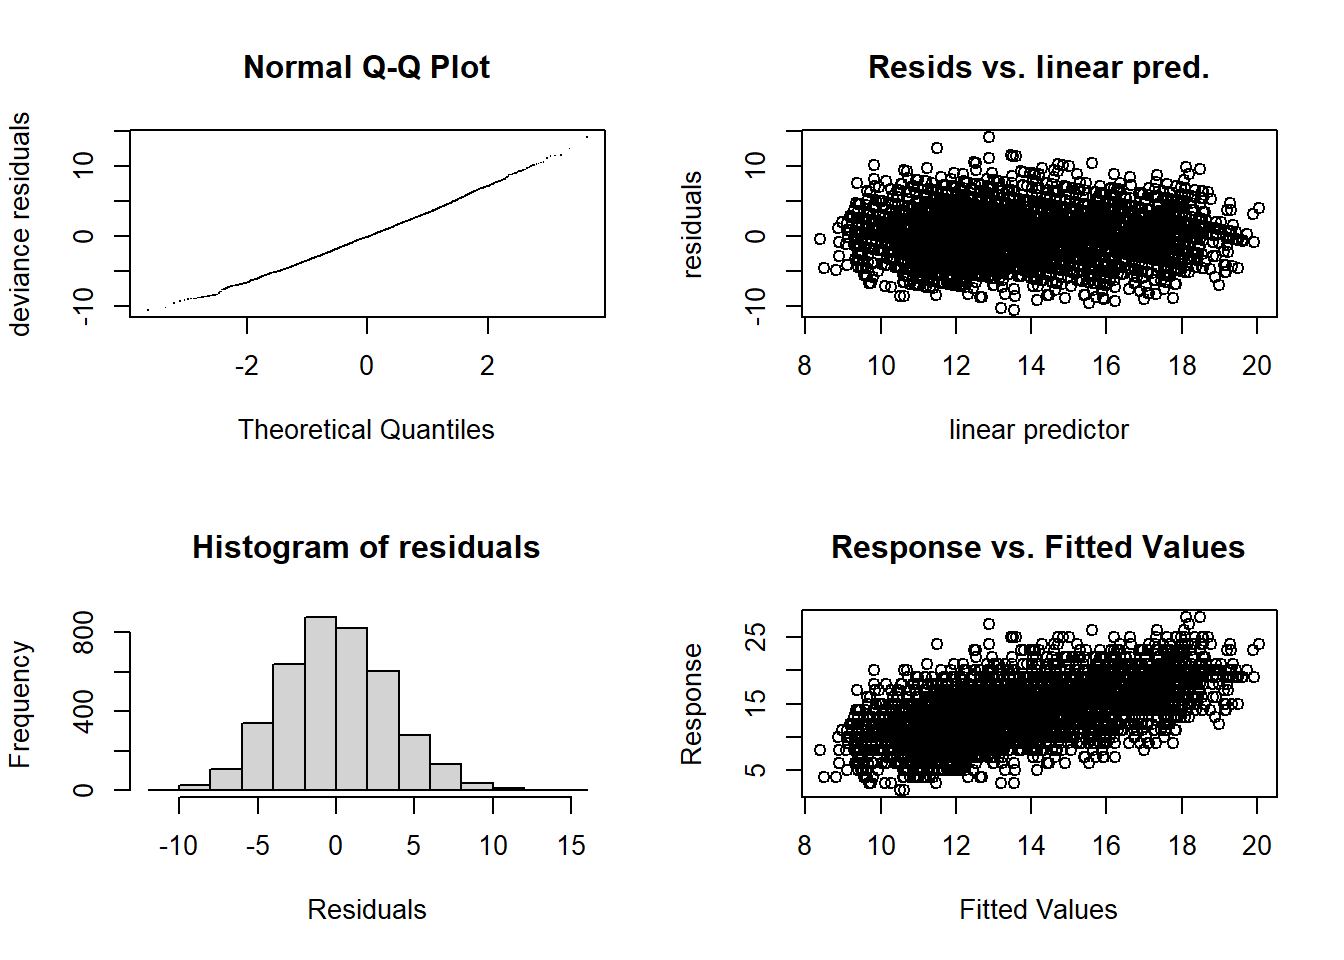 Normal Q-Q Plot
deviance residuals
-10 0 10
-2 0 2
Theoretical Quantiles
Resids vs. linear pred.
residuals
-10 0 10
8 10 12 14 16 18 20
linear predictor
Histogram of residuals
Frequency
0 400 800
-10 -5 0 5 10 15
Residuals
Response vs. Fitted Values
Response
5 15 25
8 10 12 14 16 18 20
Fitted Values